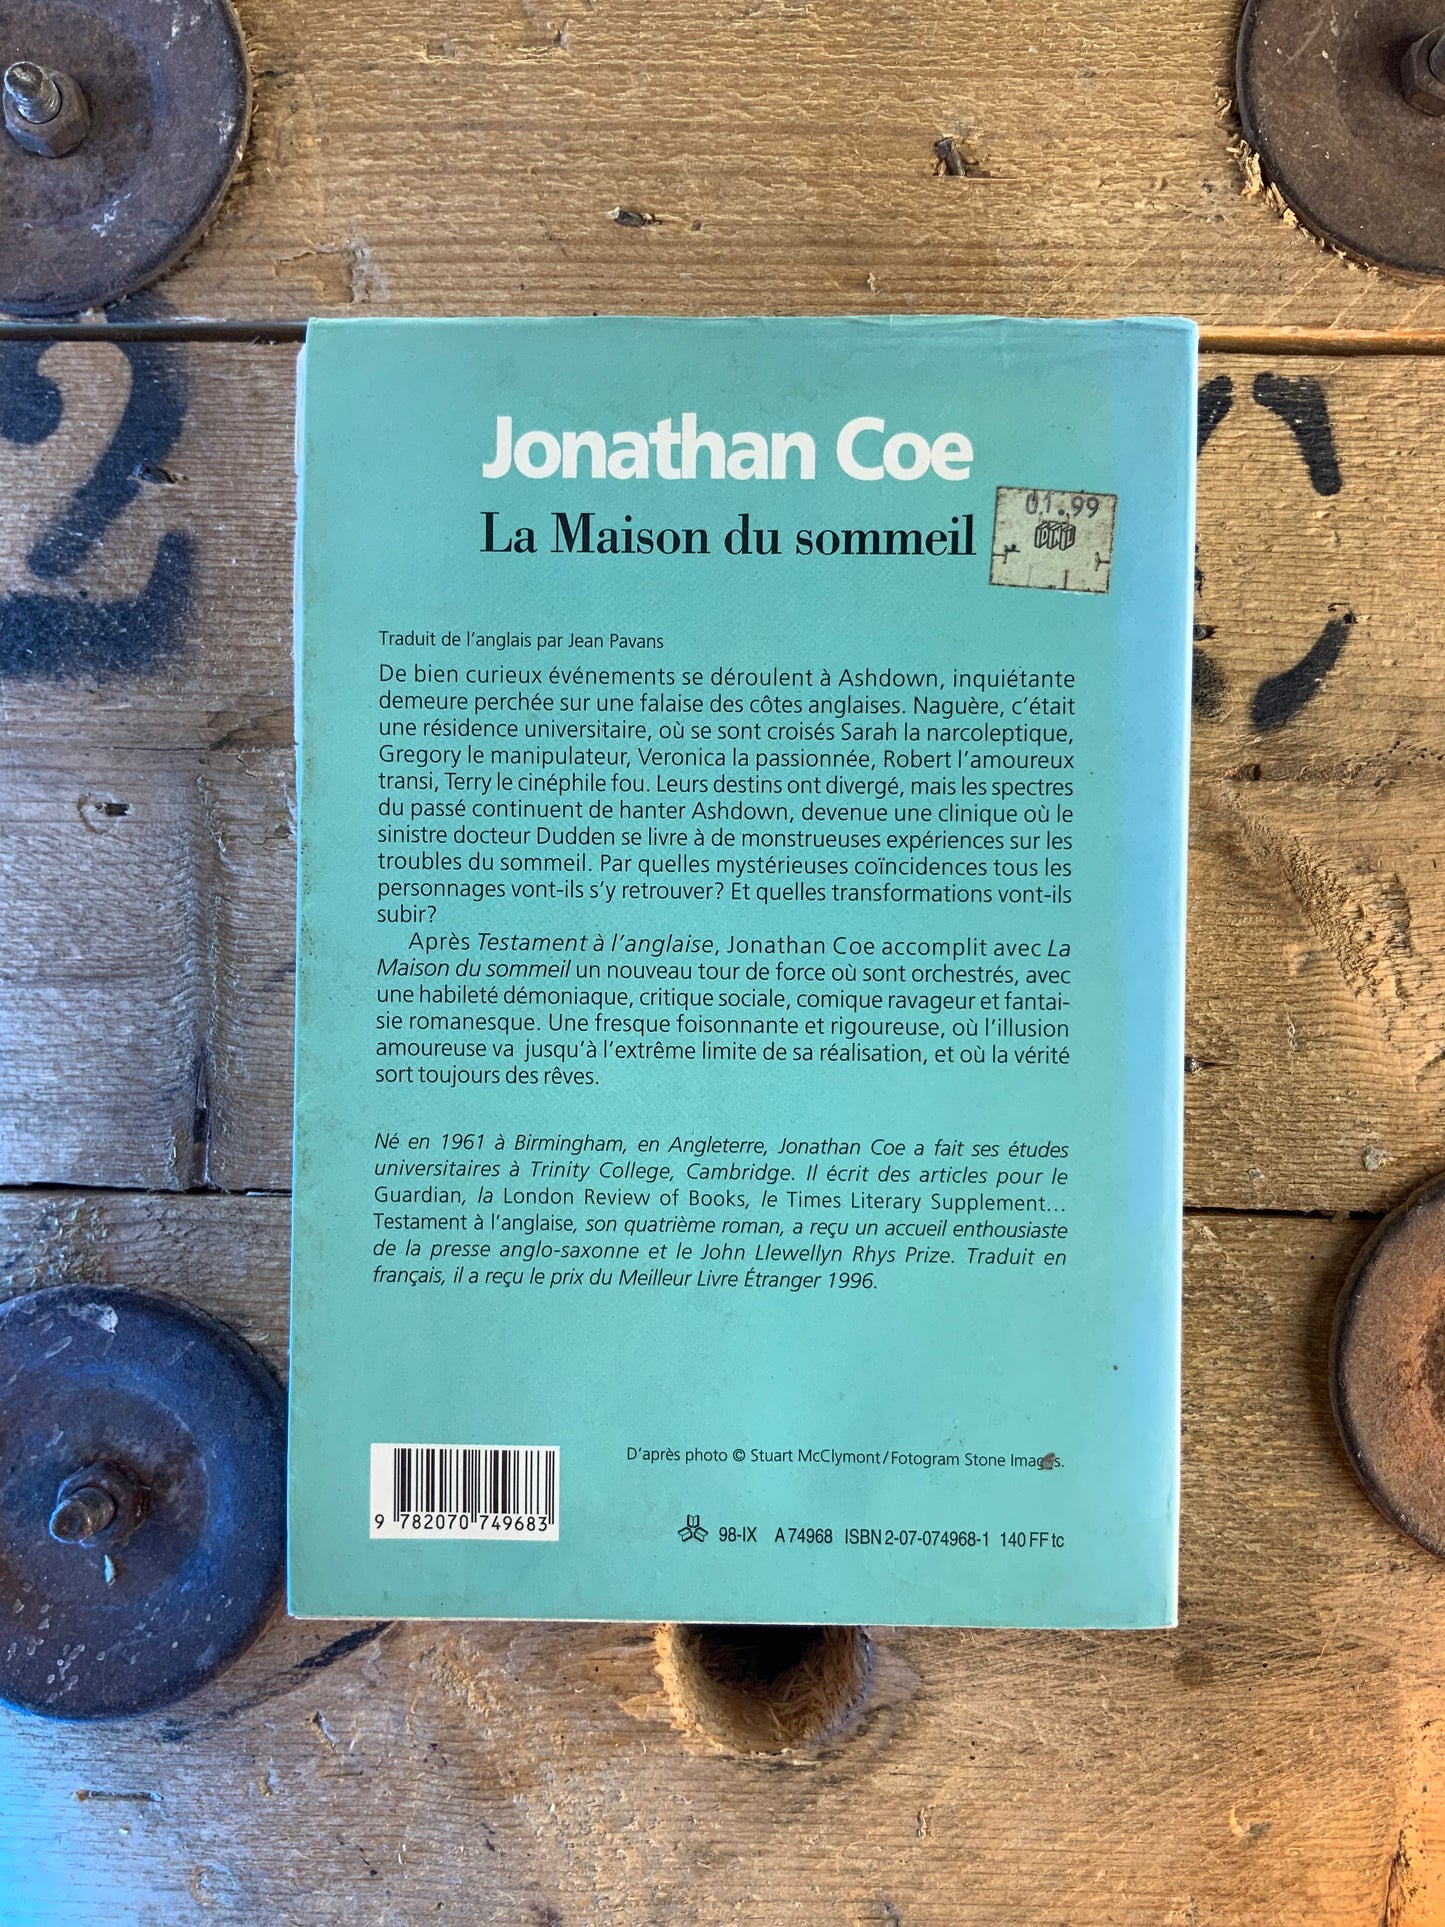 2
Jonathan Coe
La Maison du sommeil
01.99
Traduit de l'anglais par Jean Pavans
De bien curieux événements se déroulent à Ashdown, inquiétante
demeure perchée sur une falaise des côtes anglaises. Naguère, c'était
une résidence universitaire, où se sont croisés Sarah la narcoleptique,
Gregory le manipulateur, Veronica la passionnée, Robert l'amoureux
transi, Terry le cinéphile fou. Leurs destins ont divergé, mais les spectres
du passé continuent de hanter Ashdown, devenue une clinique où le
sinistre docteur Dudden se livre à de monstrueuses expériences sur les
troubles du sommeil. Par quelles mystérieuses coïncidences tous les
personnages vont-ils s'y retrouver? Et quelles transformations vont-ils
subir?
Après Testament à l'anglaise, Jonathan Coe accomplit avec La
Maison du sommeil un nouveau tour de force où sont orchestrés, avec
une habileté démoniaque, critique sociale, comique ravageur et fantai-
sie romanesque. Une fresque foisonnante et rigoureuse, où l'illusion
amoureuse va jusqu'à l'extrême limite de sa réalisation, et où la vérité
sort toujours des rêves.
Né en 1961 à Birmingham, en Angleterre, Jonathan Coe a fait ses études
universitaires à Trinity College, Cambridge. Il écrit des articles pour le
Guardian, la London Review of Books, le Times Literary Supplement...
Testament à l'anglaise, son quatrième roman, a reçu un accueil enthousiaste
de la presse anglo-saxonne et le John Llewellyn Rhys Prize. Traduit en
français, il a reçu le prix du Meilleur Livre Étranger 1996.
D'après photo © Stuart McClymont/Fotogram Stone Images.
9 782070 749683
98-IX A 74968 ISBN 2-07-074968-1 140 FF tc